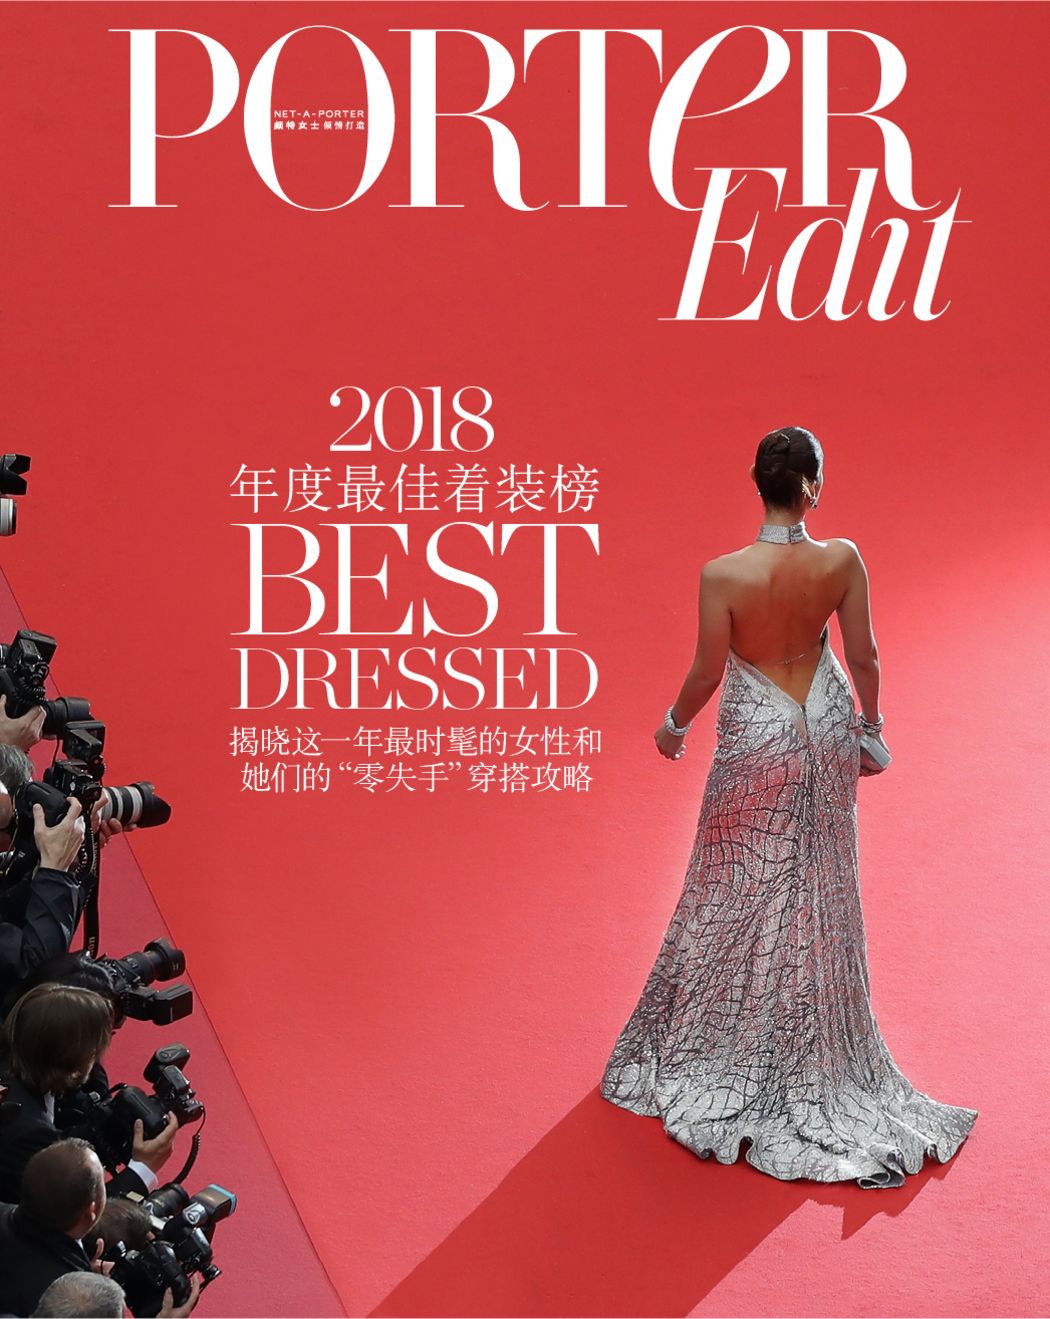 PORTER
NET-A-PORTER
颇特女士倾情打造
Edit
2018
年度最佳着装榜
BEST
DRESSED
揭晓这一年最时髦的女性和
她们的“零失手”穿搭攻略